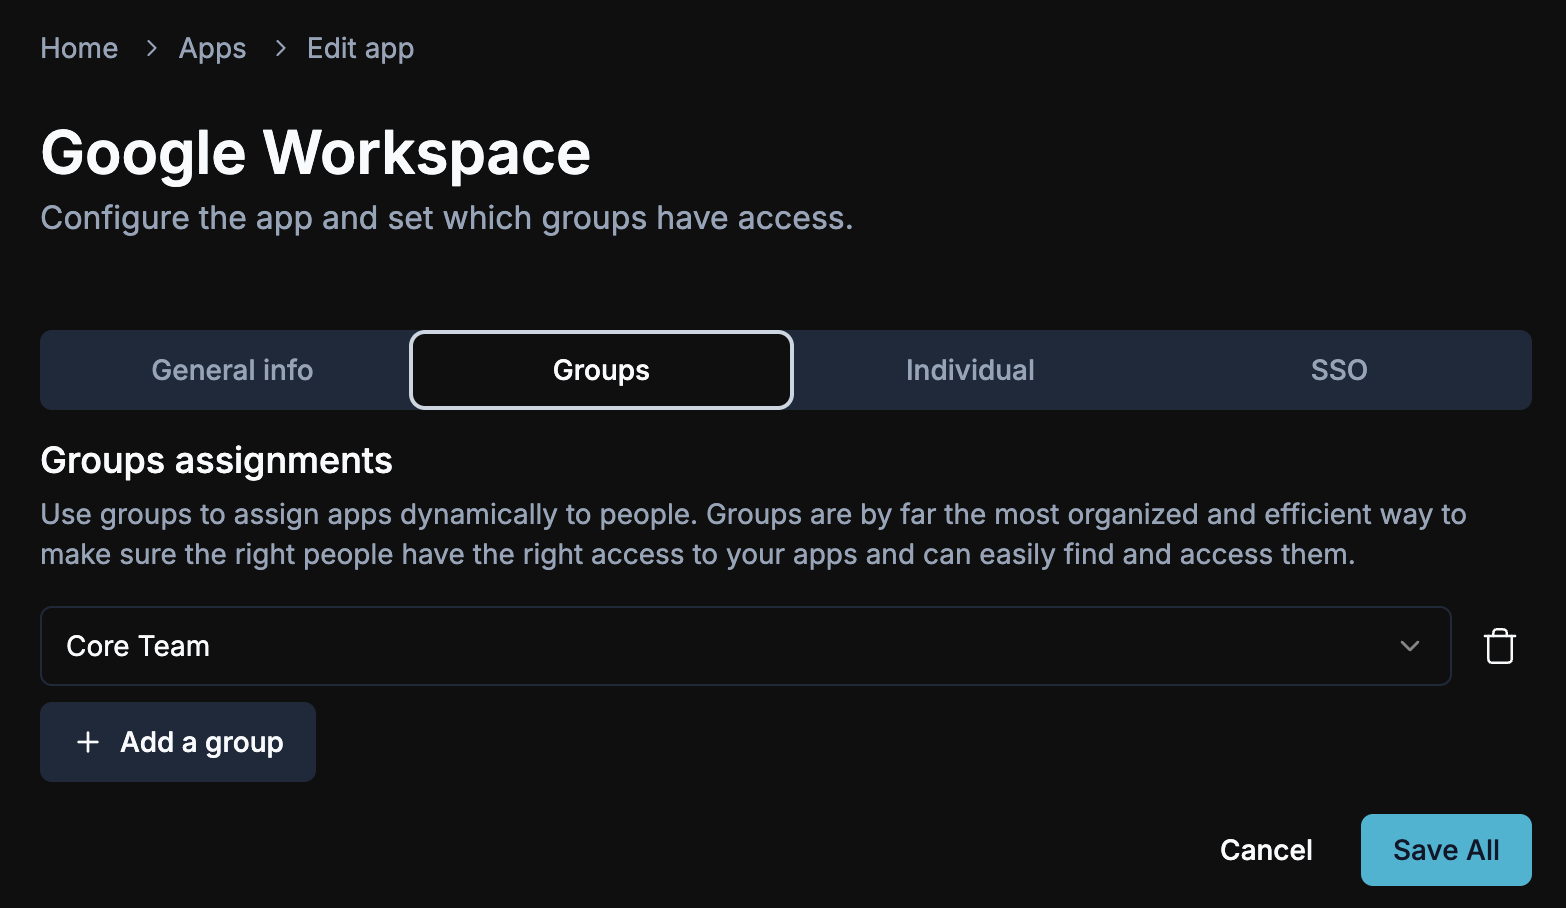 Home > Apps > Edit app
Google Workspace
Configure the app and set which groups have access.
General info Groups Individual SSO
Groups assignments
Use groups to assign apps dynamically to people. Groups are by far the most organized and efficient way to
make sure the right people have the right access to your apps and can easily find and access them.
Core Team
+ Add a group
Cancel Save All